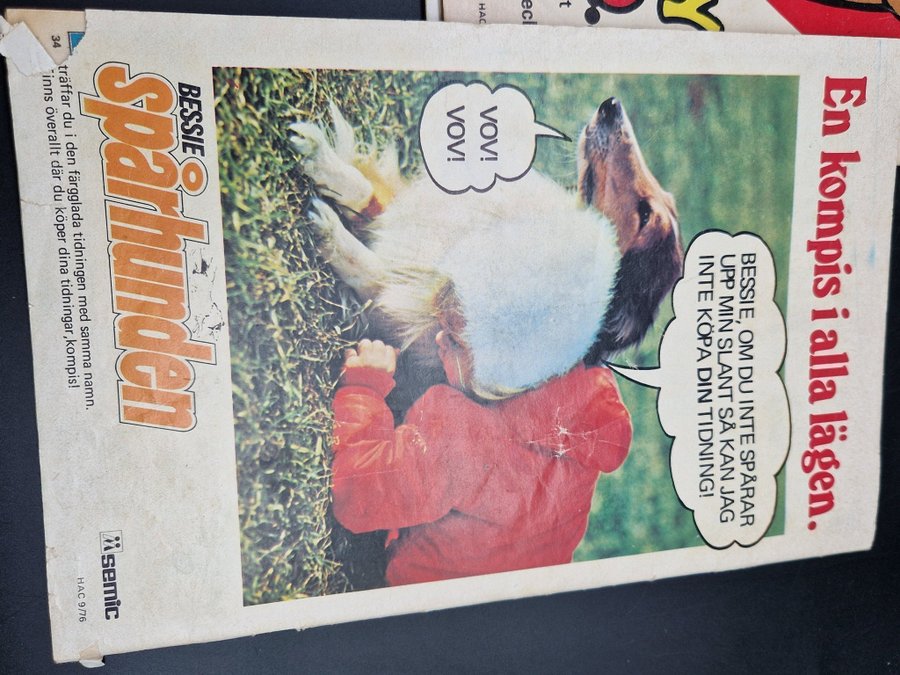 En kompis i alla lägen.
BESSIE, OM DU INTE SPÅRAR
UPP MIN SLANT SÅ KAN JAG
INTE KÖPA DIN TIDNING!
VOV!
VOV!
BESSIE
spårhunden
träffar du i den färgglada tidningen med samma namn.
inns överallt där du köper dina tidningar, kompis!
34
semic
HAC 9/76
HAC